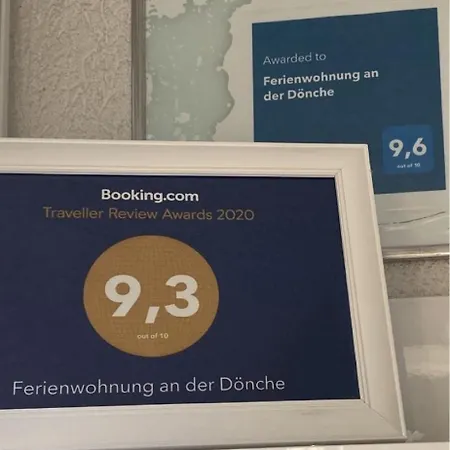 Awarded to
Ferienwohnung an
der Dönche
9,6
out of 10
Booking.com
Traveller Review Awards 2020
9,3
out of 10
Ferienwohnung an der Dönche